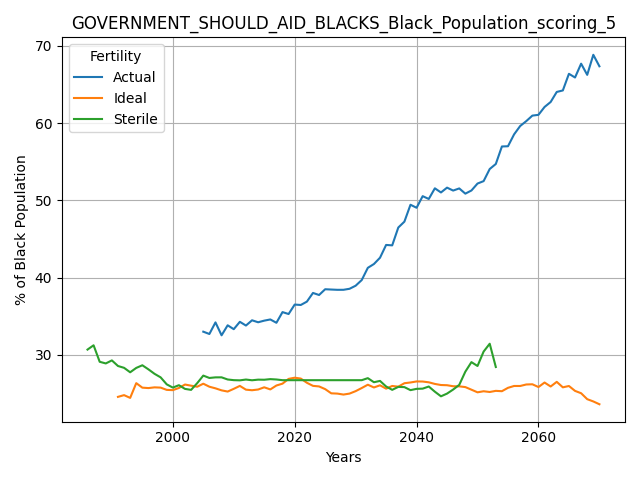 GOVERNMENT_SHOULD_AID_BLACKS_Black_Population_scoring_5
Fertility
Actual
Ideal
Sterile
% of Black Population
70
60
50
40
30
2000
2020
2040
2060
Years